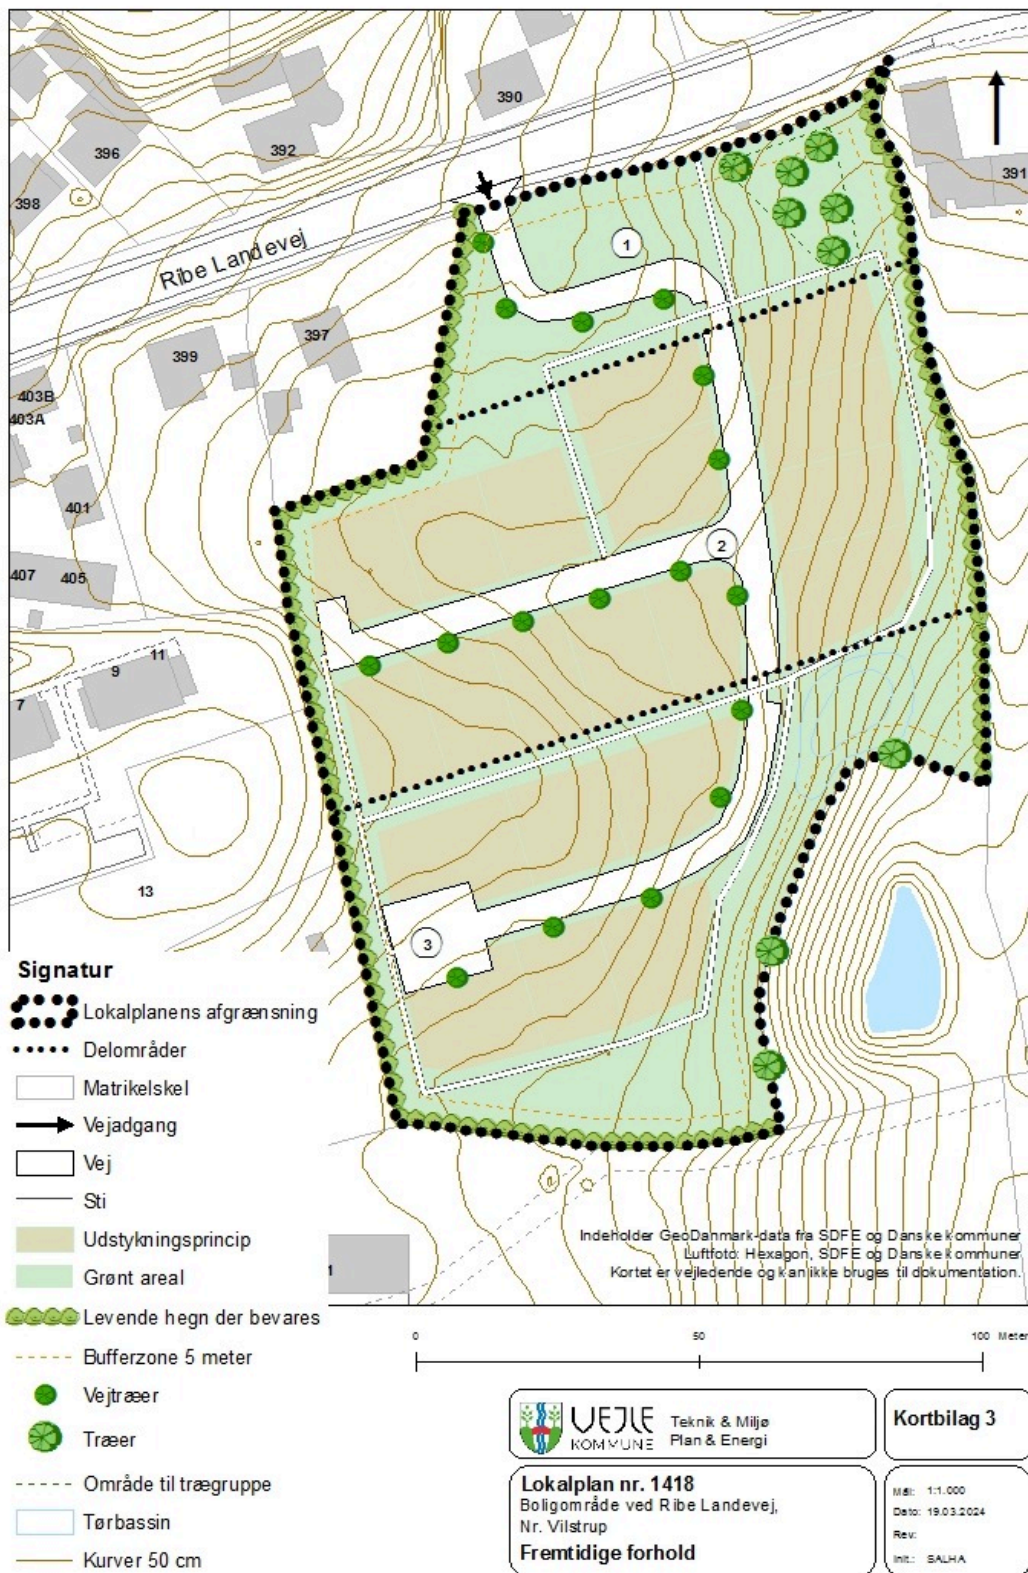 390
396
392
391
398
Ribe Landevej
1
397
399
403B
403A
401
2
407
405
9
11
7
13
3
Signatur
Lokalplanens afgrænsning
Delområder
Matrikelskel
Vejadgang
Vej
Sti
Udstykningsprincip
Grønt areal
Levende hegn der bevares
Bufferzone 5 meter
Vejtræer
Træer
Område til trægruppe
Tørbassin
Kurver 50 cm
1
Indeholder GeoDanmark-data fra SDFE og Danske kommuner
Luftfoto: Hexagon, SDFE og Danske kommuner
Kortet er vejledende og kan ikke bruges til dokumentation.
0 50 100 Meter
VEJLE
KOMMUNE
Teknik & Miljø
Plan & Energi
Kortbilag 3
Lokalplan nr. 1418
Boligområde ved Ribe Landevej,
Nr. Vilstrup
Fremtidige forhold
Mål: 1:1.000
Dato: 19.03.2024
Rev:
Init.: SALHA